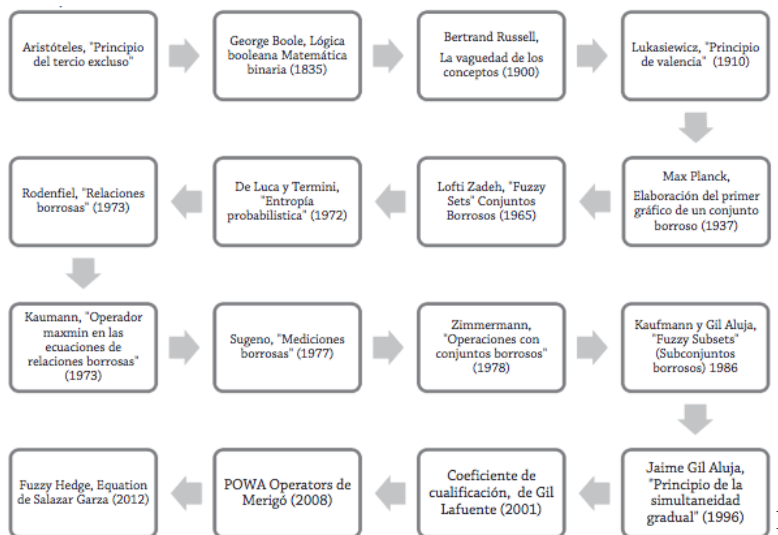 Aristóteles, "Principio
del tercio excluso"
George Boole, Lógica
booleana Matemática
binaria (1835)
Bertrand Russell,
La vaguedad de los
conceptos (1900)
Lukasiewicz, "Principio
de valencia" (1910)
Max Planck,
Elaboración del primer
gráfico de un conjunto
borroso (1937)
Lofti Zadeh, "Fuzzy
Sets" Conjuntos
Borrosos (1965)
De Luca y Termini,
"Entropía
probabilistica" (1972)
Rodenfiel, "Relaciones
borrosas" (1973)
Kaumann, "Operador
maxmin en las
ecuaciones de
relaciones borrosas"
(1973)
Sugeno, "Mediciones
borrosas" (1977)
Zimmermann,
"Operaciones con
conjuntos borrosos"
(1978)
Kaufmann y Gil Aluja,
"Fuzzy Subsets"
(Subconjuntos
borrosos) 1986
Jaime Gil Aluja,
"Principio de la
simultaneidad
gradual" (1996)
Coeficiente de
cualificación, de Gil
Lafuente (2001)
POWA Operators de
Merigó (2008)
Fuzzy Hedge, Equation
de Salazar Garza (2012)